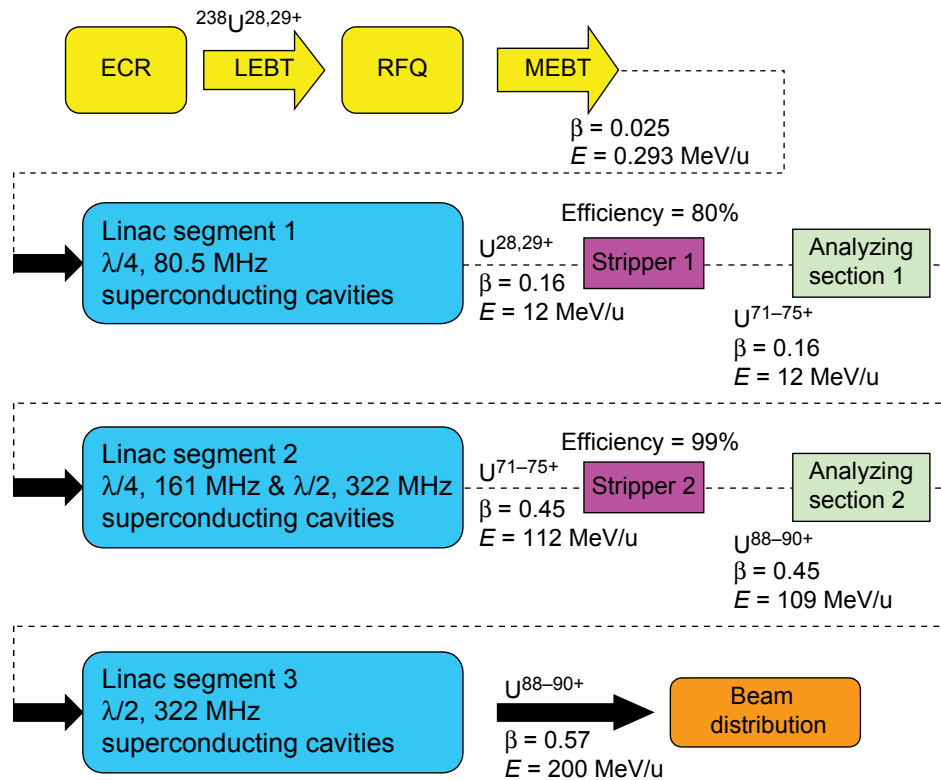 ²³⁸U²⁸,²⁹⁺
ECR
LEBT
RFQ
MEBT
β = 0.025
E = 0.293 MeV/u
Linac segment 1
λ/4, 80.5 MHz
superconducting cavities
U²⁸,²⁹⁺
β = 0.16
E = 12 MeV/u
Efficiency = 80%
Stripper 1
Analyzing
section 1
U⁷¹⁻⁷⁵⁺
β = 0.16
E = 12 MeV/u
Linac segment 2
λ/4, 161 MHz & λ/2, 322 MHz
superconducting cavities
U⁷¹⁻⁷⁵⁺
β = 0.45
E = 112 MeV/u
Efficiency = 99%
Stripper 2
Analyzing
section 2
U⁸⁸⁻⁹⁰⁺
β = 0.45
E = 109 MeV/u
Linac segment 3
λ/2, 322 MHz
superconducting cavities
U⁸⁸⁻⁹⁰⁺
β = 0.57
E = 200 MeV/u
Beam
distribution